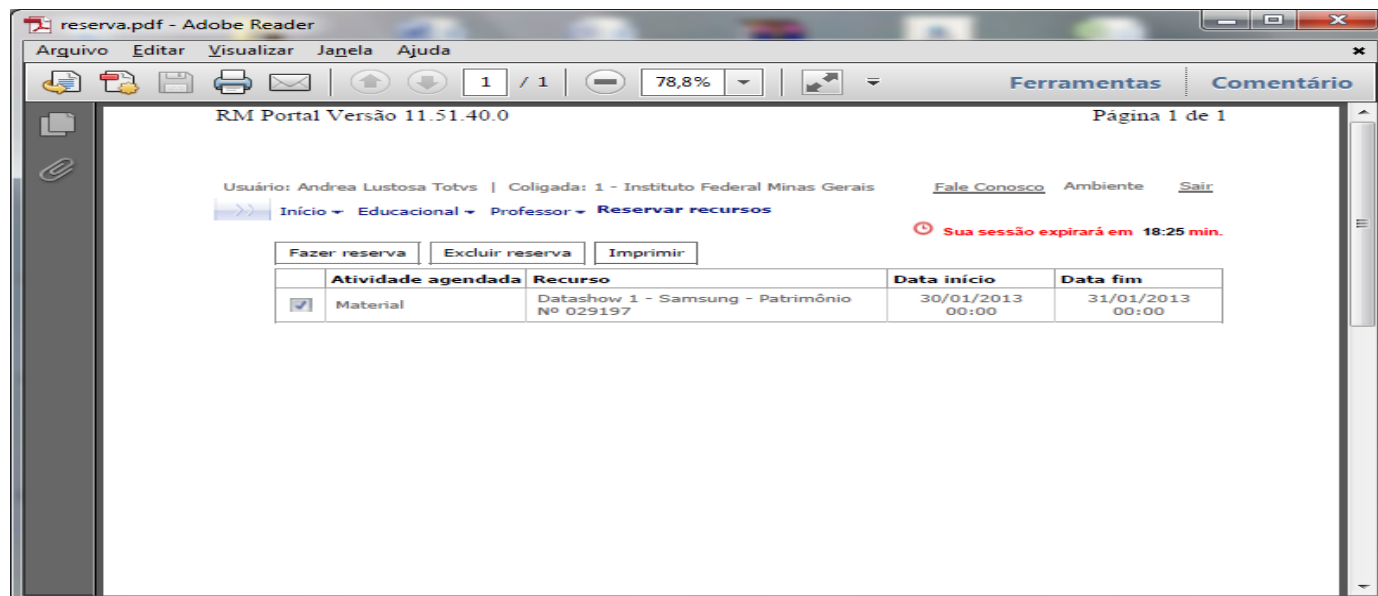 reserva.pdf - Adobe Reader
Arquivo Editar Visualizar Janela Ajuda
1 / 1 78,8% Ferramentas Comentário
RM Portal Versão 11.51.40.0 Página 1 de 1
Usuário: Andrea Lustosa Totvs | Coligada: 1 - Instituto Federal Minas Gerais Fale Conosco Ambiente Sair
Início Educacional Professor Reservar recursos
Sua sessão expirará em 18:25 min.
Fazer reserva Excluir reserva Imprimir
Atividade agendada Recurso Data início Data fim
Material Datashow 1 - Samsung - Patrimônio 30/01/2013 31/01/2013
Nº 029197 00:00 00:00